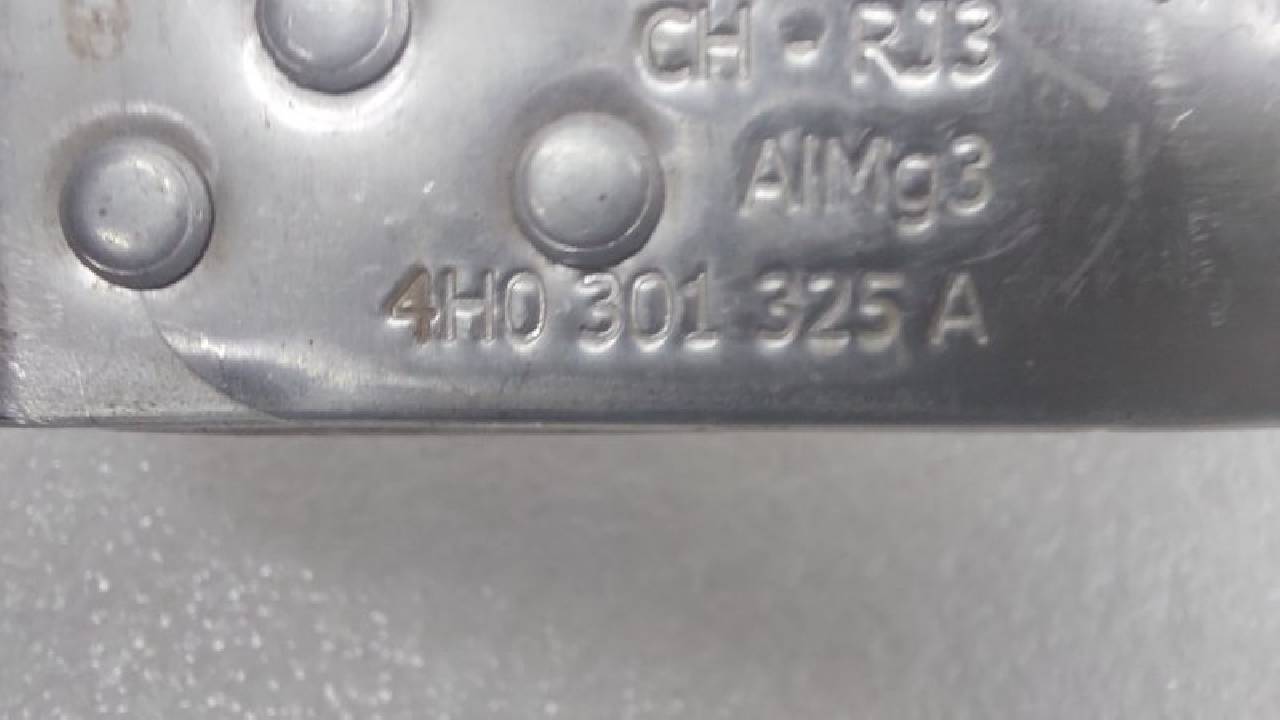 CH • RJ3
AlMg3
4H0 301 325 A